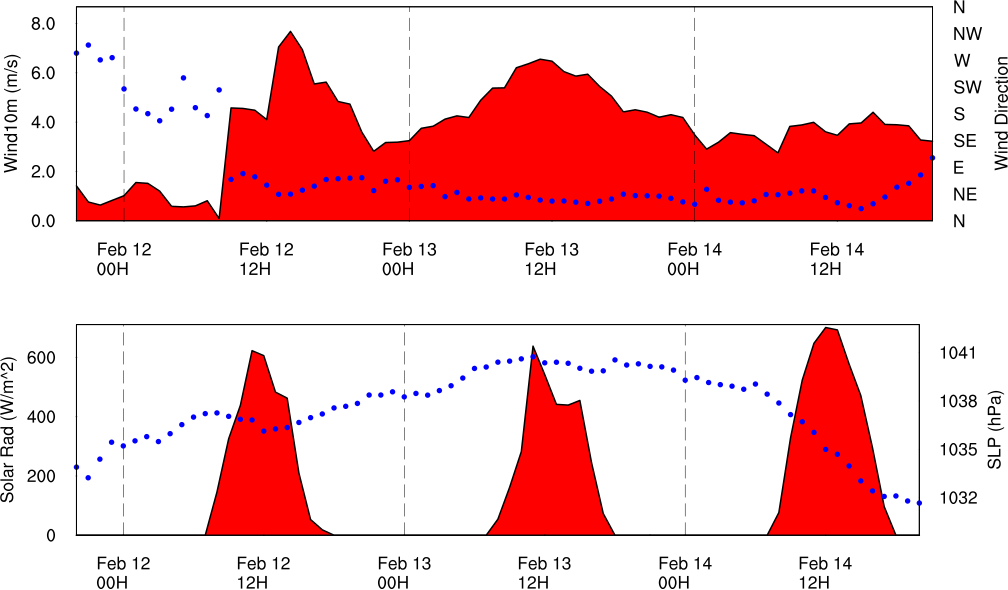 N
8.0
NW
W
6.0
SW
4.0
S
SE
2.0
E
NE
0.0
N
Wind10m (m/s)
Wind Direction
Feb 12 Feb 12 Feb 13 Feb 13 Feb 14 Feb 14
00H 12H 00H 12H 00H 12H
600
1041
400
1038
1035
200
1032
0
Solar Rad (W/m^2)
SLP (hPa)
Feb 12 Feb 12 Feb 13 Feb 13 Feb 14 Feb 14
00H 12H 00H 12H 00H 12H